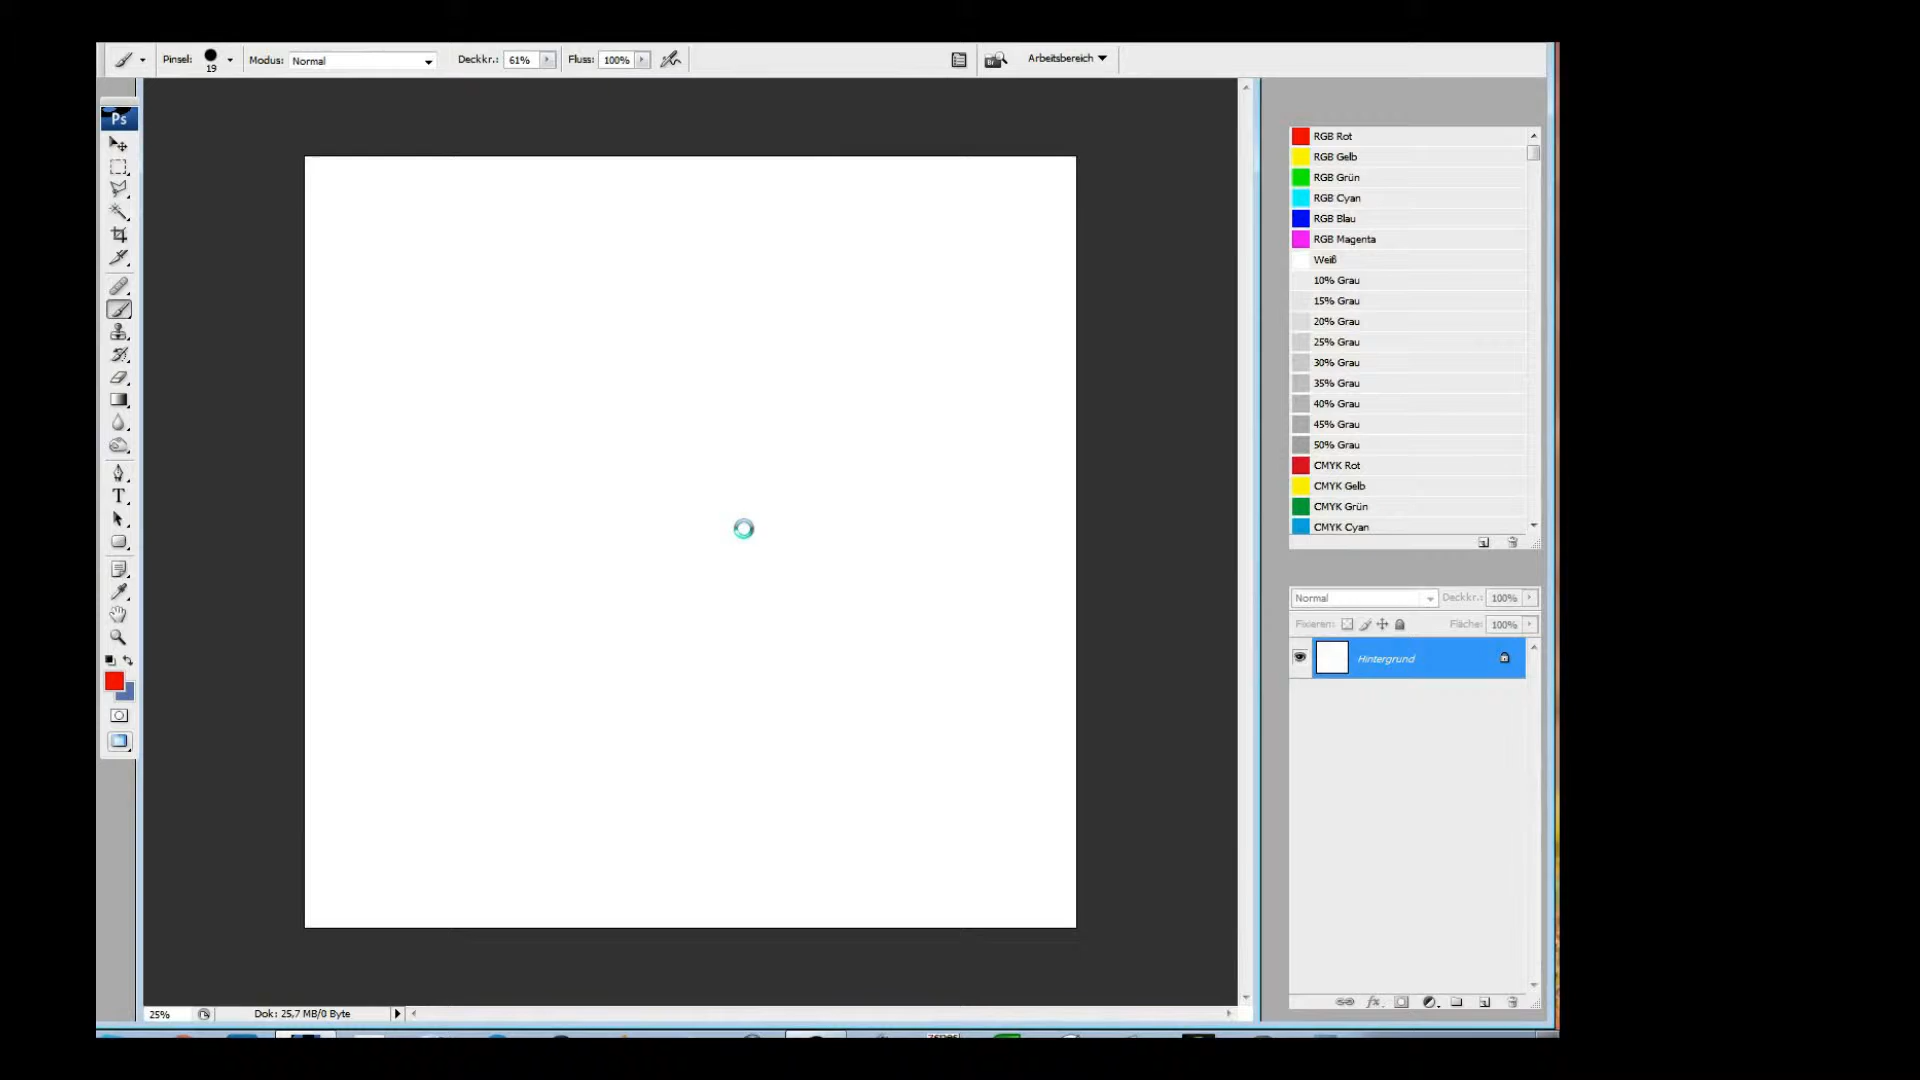 Pinsel: 19 Modus: Normal Deckkr.: 61% Fluss: 100% Arbeitsbereich
Ps
RGB Rot
RGB Gelb
RGB Grün
RGB Cyan
RGB Blau
RGB Magenta
Weiß
10% Grau
15% Grau
20% Grau
25% Grau
30% Grau
35% Grau
40% Grau
45% Grau
50% Grau
CMYK Rot
CMYK Gelb
CMYK Grün
CMYK Cyan
Normal Deckkr.: 100%
Fixieren: Fläche: 100%
Hintergrund
25% Dok: 25,7 MB/0 Byte